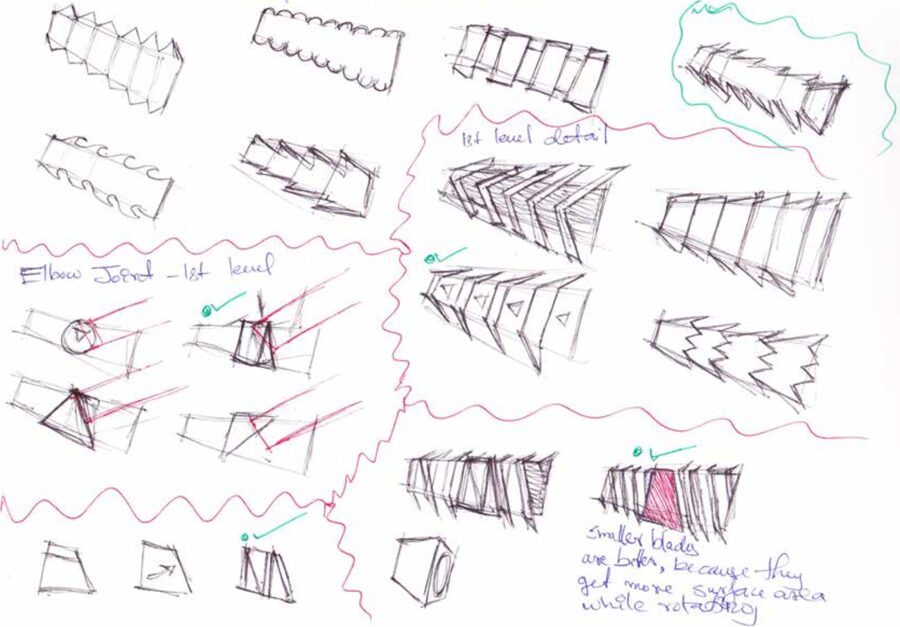 1st level detail
Elbow Joint - 1st level
smaller blades
are better, because they
get more surface area
while rotating